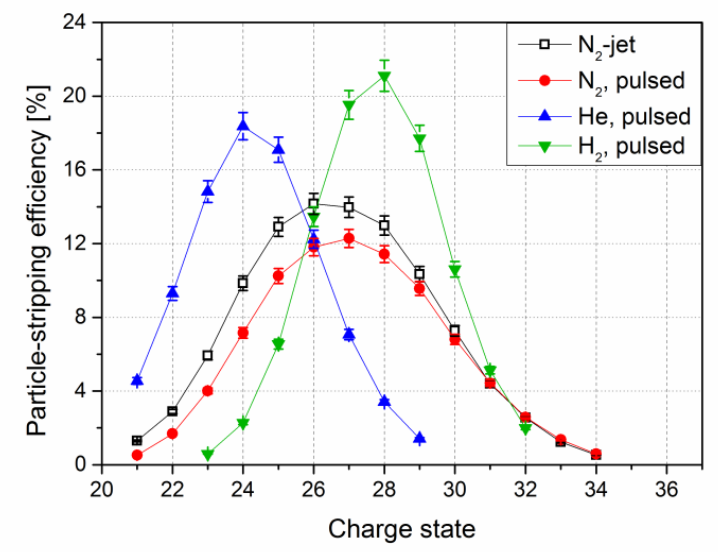 24
20
16
12
8
4
0
Particle-stripping efficiency [%]
N₂-jet
N₂, pulsed
He, pulsed
H₂, pulsed
20 22 24 26 28 30 32 34 36
Charge state